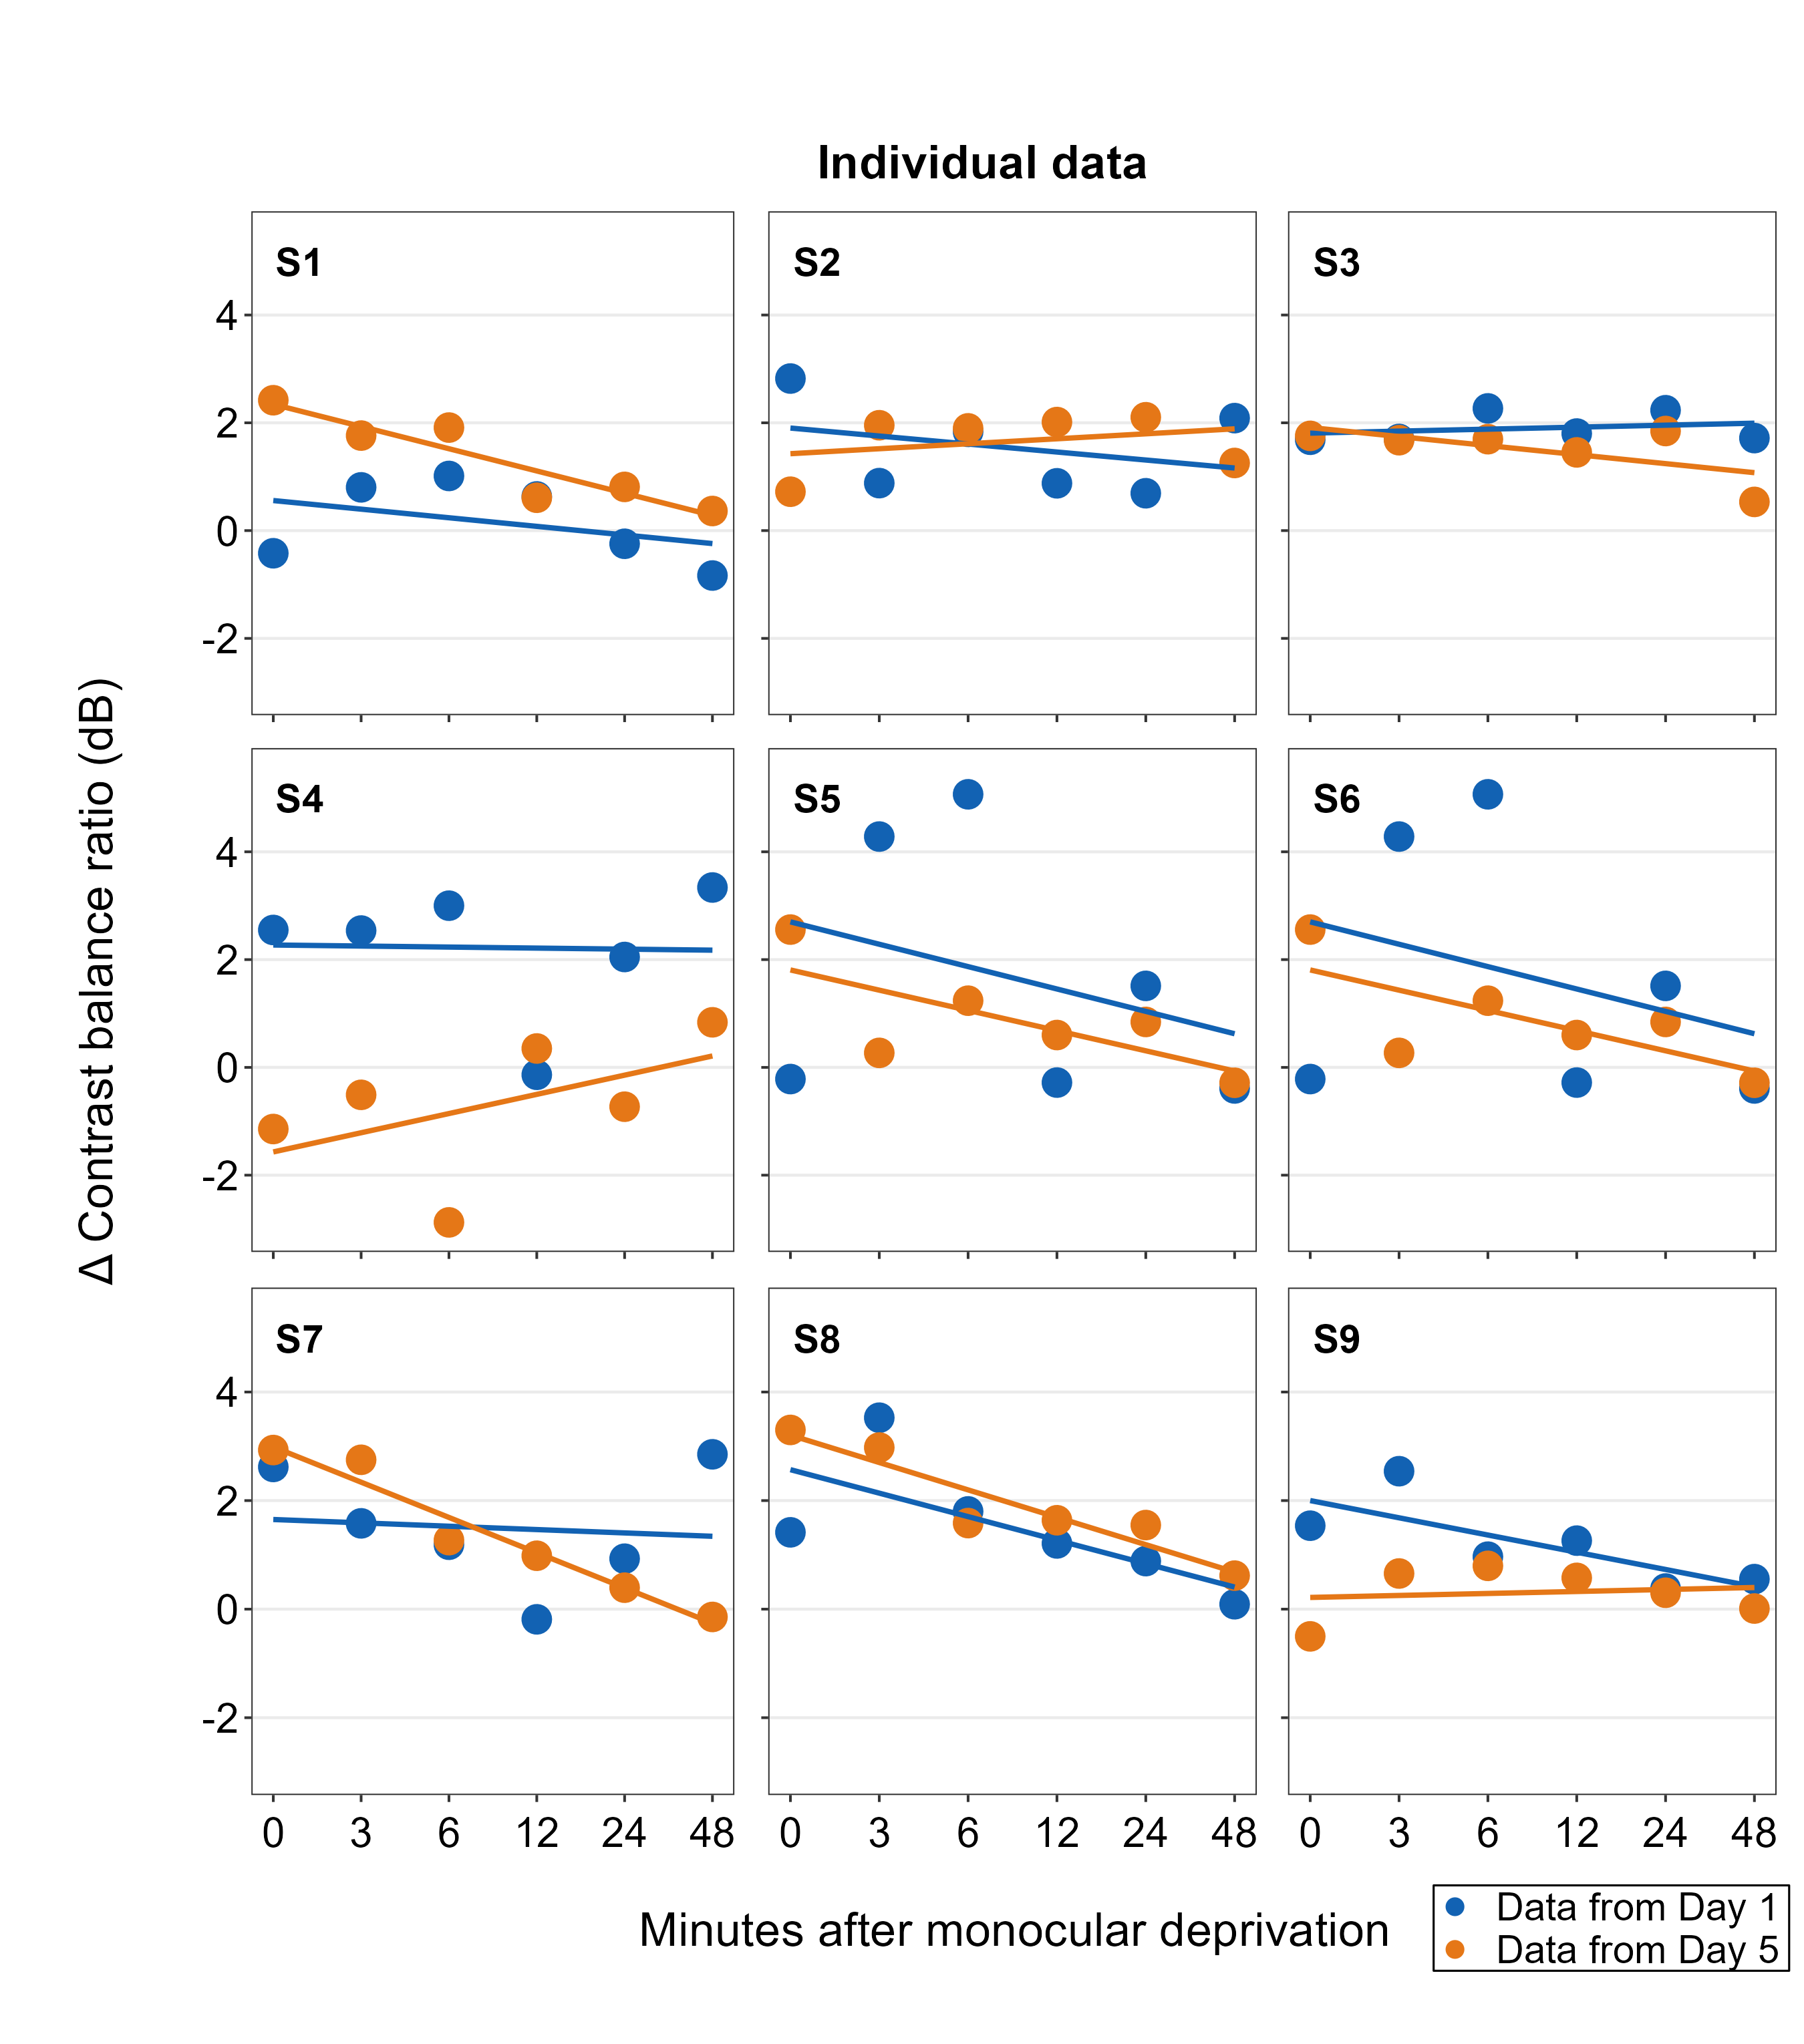 Individual data
S1
S2
S3
4
2
0
-2
S4
S5
S6
4
2
0
-2
S7
S8
S9
4
2
0
-2
Δ Contrast balance ratio (dB)
0 3 6 12 24 48
0 3 6 12 24 48
0 3 6 12 24 48
Minutes after monocular deprivation
Data from Day 1
Data from Day 5